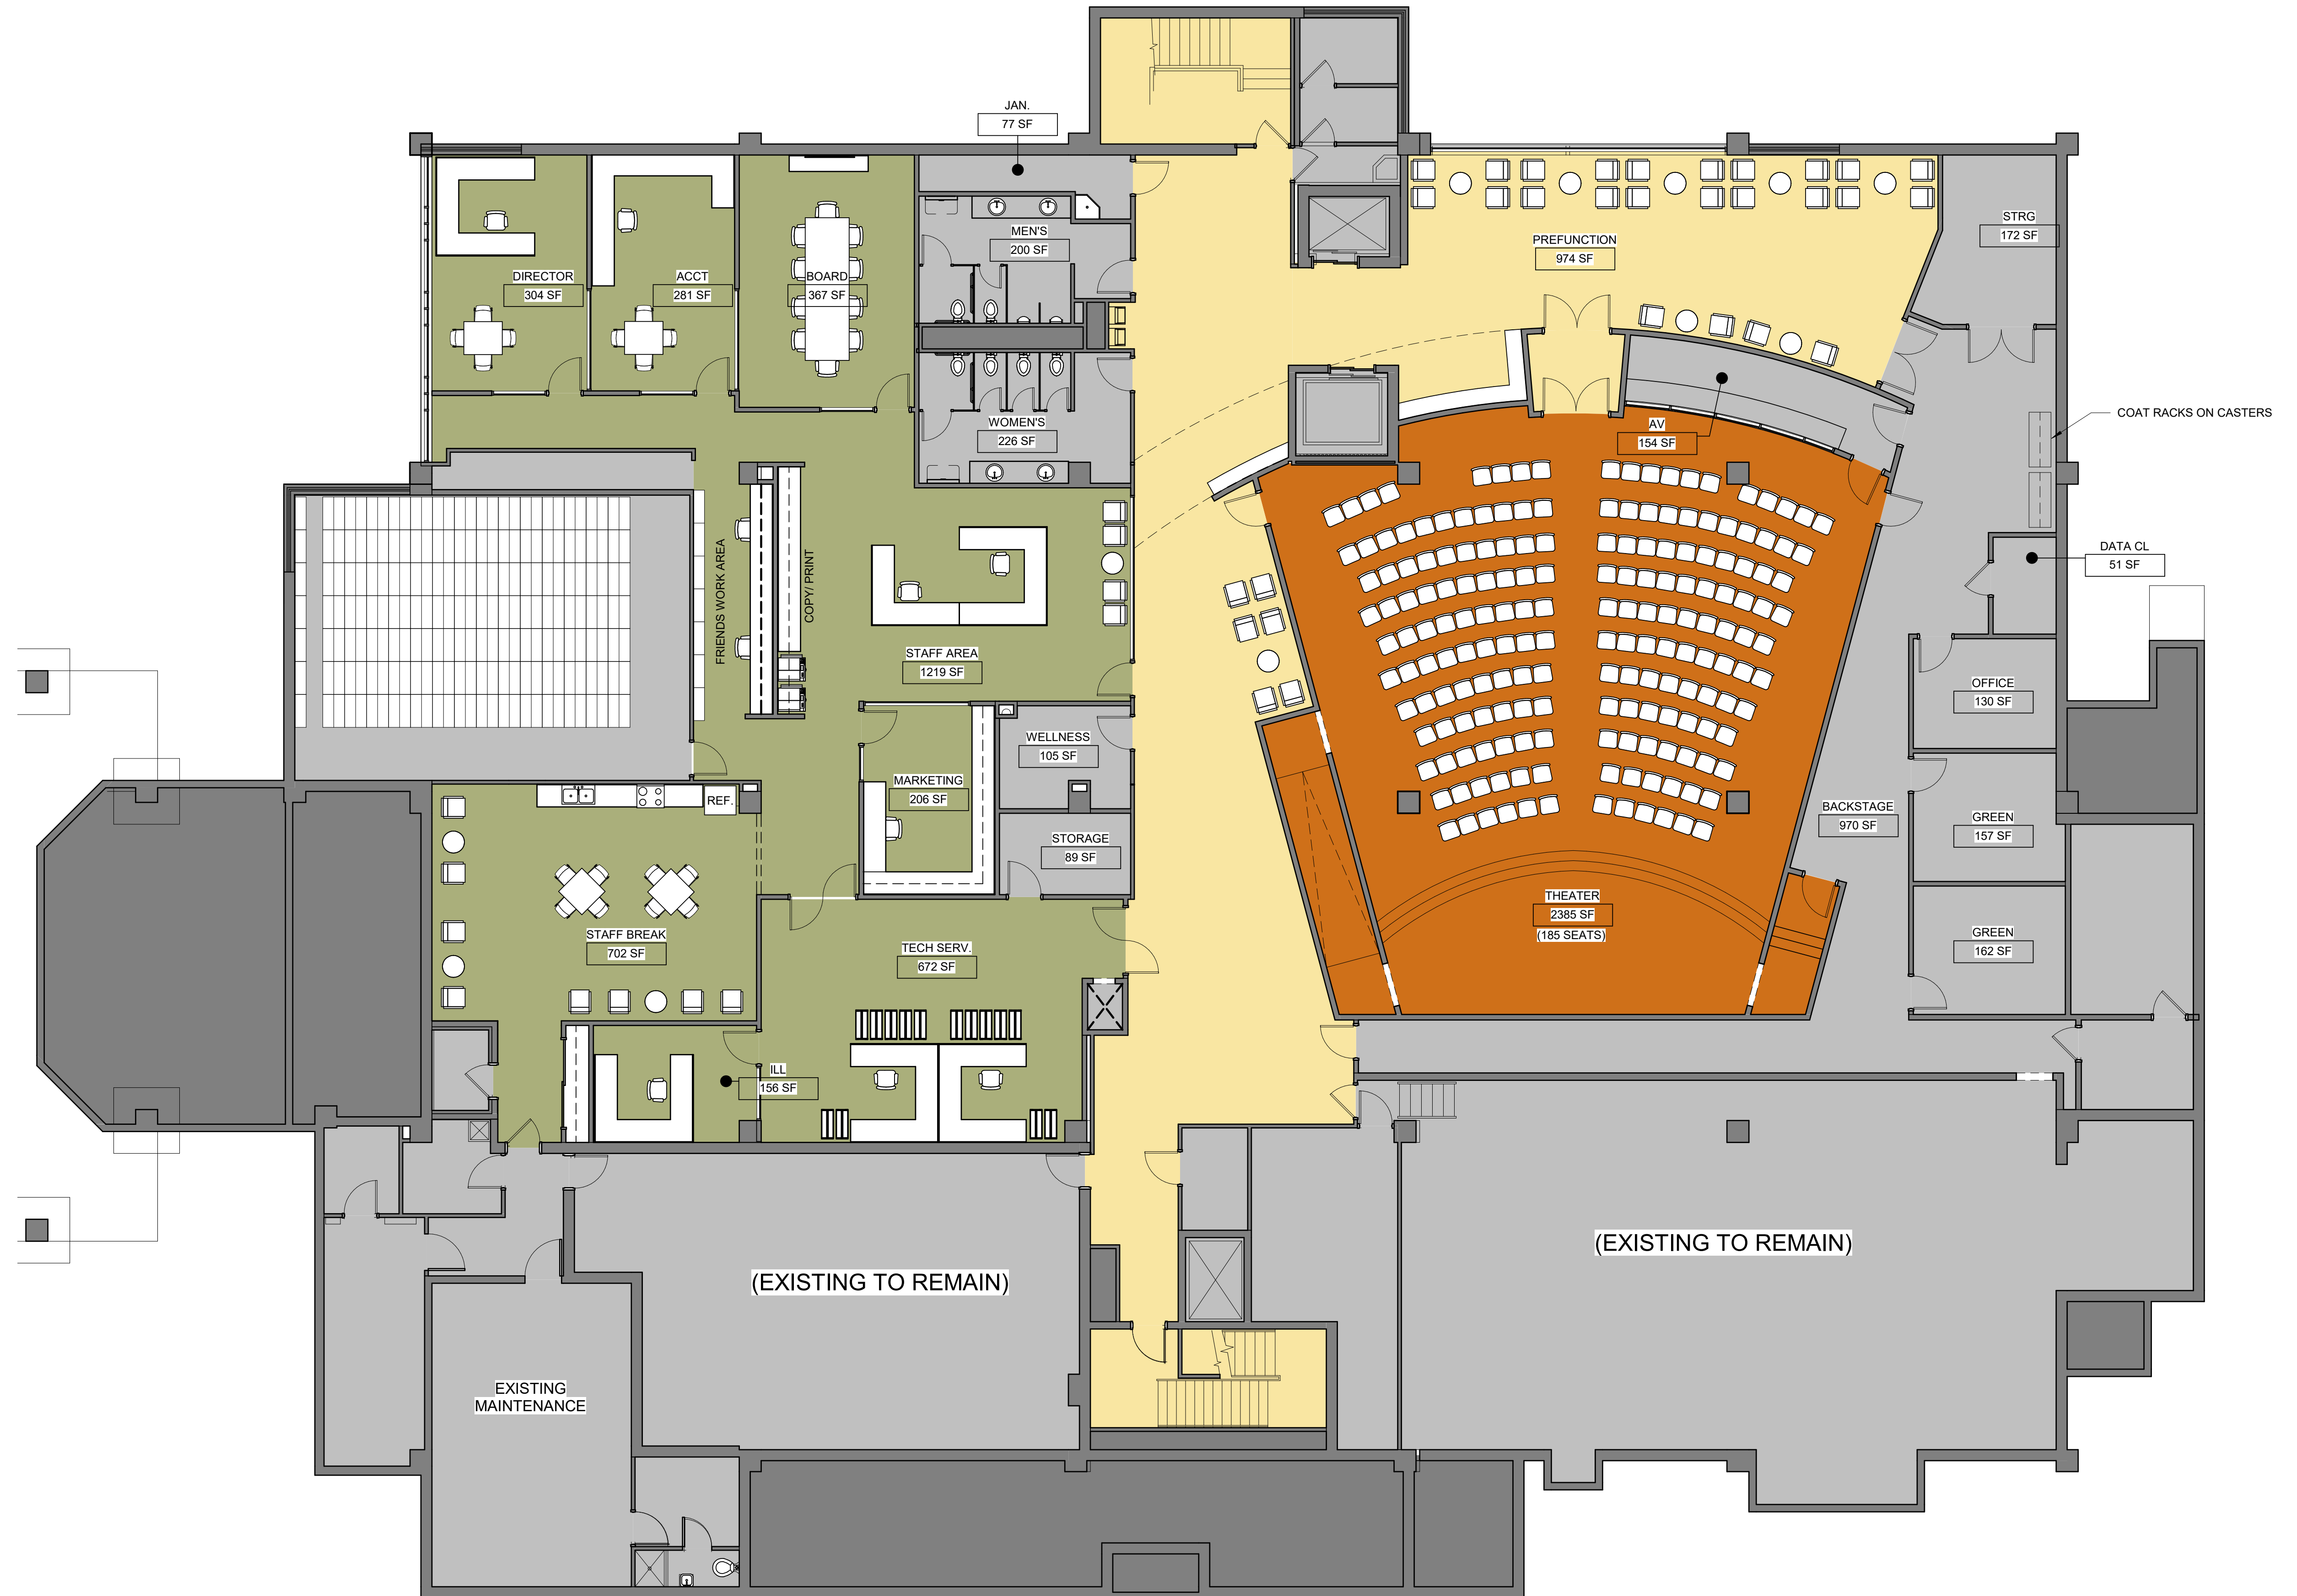 JAN.
77 SF
STRG
172 SF
MEN'S
200 SF
PREFUNCTION
974 SF
DIRECTOR
304 SF
ACCT
281 SF
BOARD
367 SF
COAT RACKS ON CASTERS
WOMEN'S
226 SF
AV
154 SF
FRIENDS WORK AREA
COPY/ PRINT
DATA CL
51 SF
STAFF AREA
1219 SF
OFFICE
130 SF
WELLNESS
105 SF
MARKETING
206 SF
REF.
BACKSTAGE
970 SF
GREEN
157 SF
STORAGE
89 SF
THEATER
2385 SF
(185 SEATS)
STAFF BREAK
702 SF
TECH SERV.
672 SF
GREEN
162 SF
ILL
156 SF
(EXISTING TO REMAIN)
(EXISTING TO REMAIN)
EXISTING
MAINTENANCE